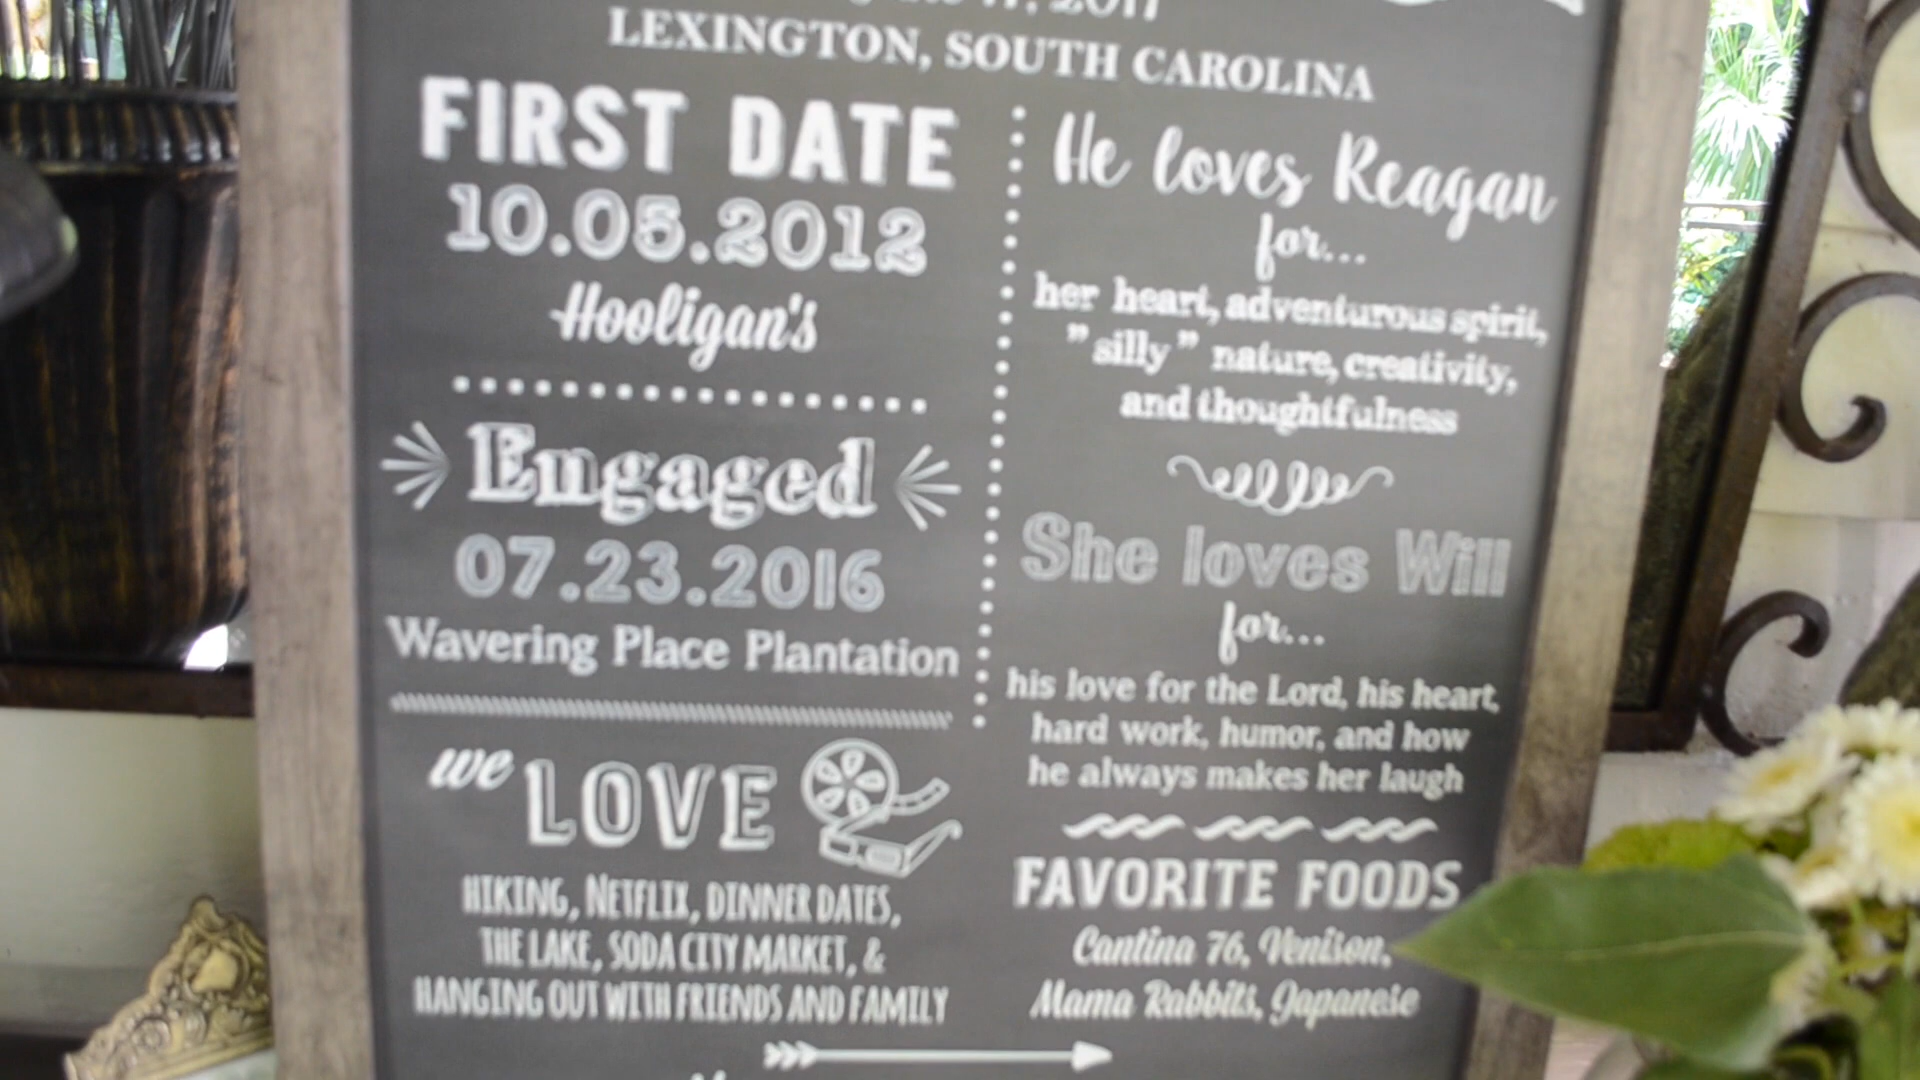 17, 2017
LEXINGTON, SOUTH CAROLINA
FIRST DATE
10.05.2012
Hooligan's
Engaged
07.23.2016
Wavering Place Plantation
we LOVE
HIKING, NETFLIX, DINNER DATES,
THE LAKE, SODA CITY MARKET, &
HANGING OUT WITH FRIENDS AND FAMILY
He loves Reagan
for...
her heart, adventurous spirit,
"silly" nature, creativity,
and thoughtfulness
She loves Will
for...
his love for the Lord, his heart,
hard work, humor, and how
he always makes her laugh
FAVORITE FOODS
Cantina 76, Venison,
Mama Rabbits, Japanese